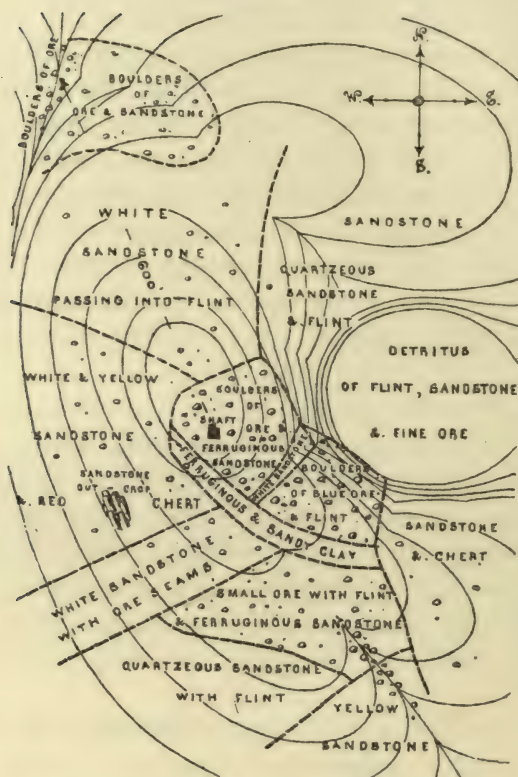 BOULDERS OF ORE
BOULDERS
OF
ORE & SANDSTONE
N.
W.
E.
S.
WHITE
SANDSTONE
600
PASSING INTO FLINT
SANDSTONE
QUARTZEOUS
SANDSTONE
& FLINT
DETRITUS
OF FLINT, SANDSTONE
& FINE ORE
WHITE & YELLOW
SANDSTONE
& RED
CHERT
SANDSTONE
OUT CROP
BOULDERS
OF
SHAFT
ORE &
FERRUGINOUS
SANDSTONE
WHITE SANDSTONE
BOULDERS
OF BLUE ORE
& FLINT
FERRUGINOUS & SANDY CLAY
SANDSTONE
& CHERT
WHITE SANDSTONE
WITH ORE SEAMS
SMALL ORE WITH FLINT
& FERRUGINOUS SANDSTONE
QUARTZEOUS SANDSTONE
WITH FLINT
YELLOW
SANDSTONE